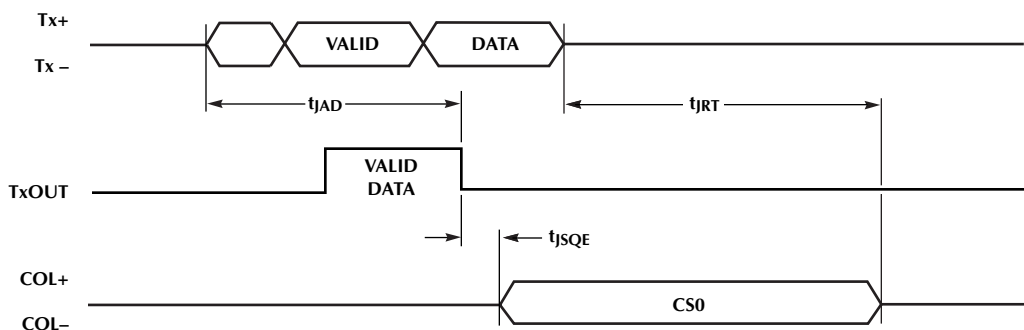 Tx+
Tx –
VALID
DATA
tJAD
tJRT
TxOUT
VALID
DATA
tJSQE
COL+
COL–
CS0